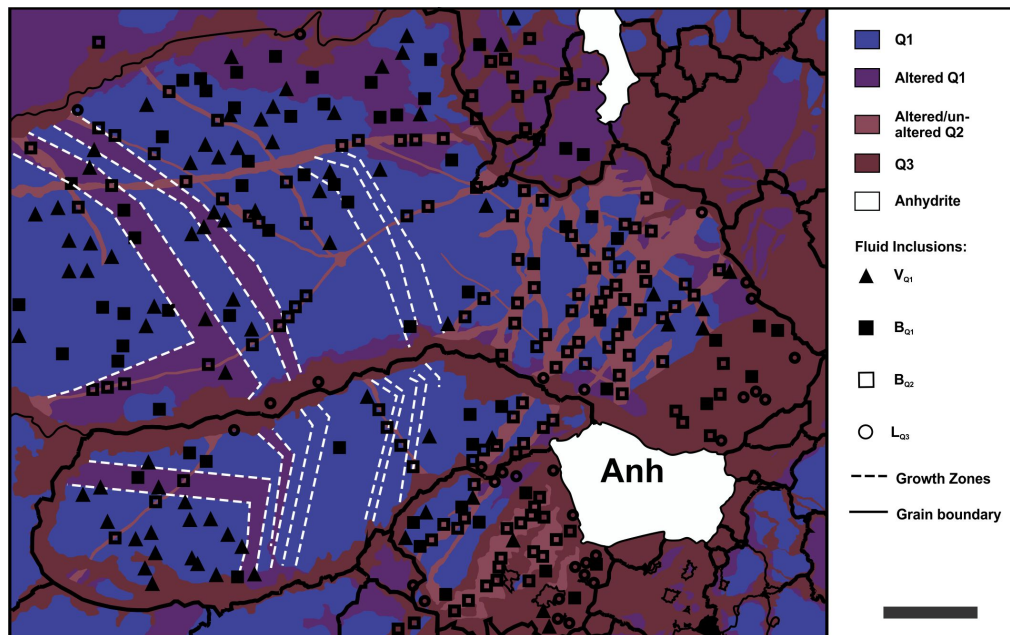 Anh
Q1
Altered Q1
Altered/un-
altered Q2
Q3
Anhydrite
Fluid Inclusions:
VQ1
BQ1
BQ2
LQ3
Growth Zones
Grain boundary